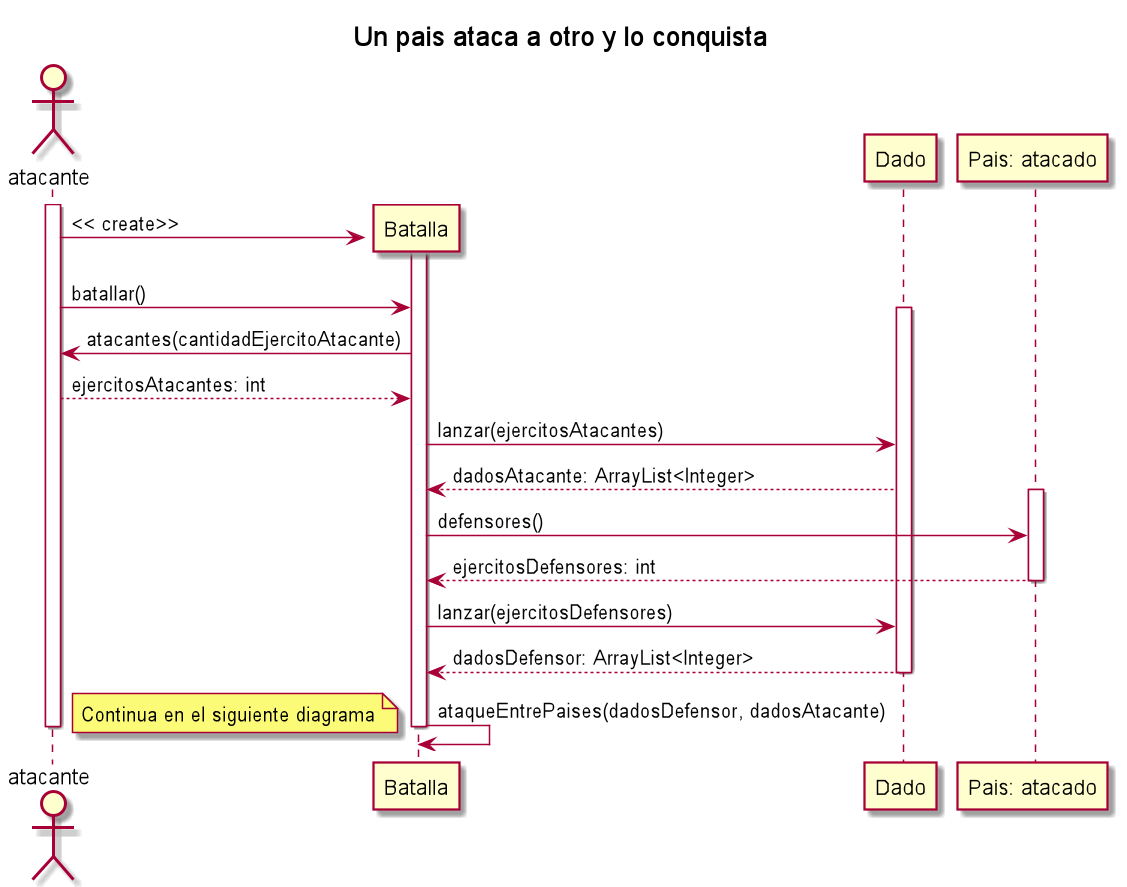 Un pais ataca a otro y lo conquista
atacante
Dado
Pais: atacado
<< create>>
Batalla
batallar()
atacantes(cantidadEjercitoAtacante)
ejercitosAtacantes: int
lanzar(ejercitosAtacantes)
dadosAtacante: ArrayList<Integer>
defensores()
ejercitosDefensores: int
lanzar(ejercitosDefensores)
dadosDefensor: ArrayList<Integer>
Continua en el siguiente diagrama
ataqueEntrePaises(dadosDefensor, dadosAtacante)
atacante
Batalla
Dado
Pais: atacado